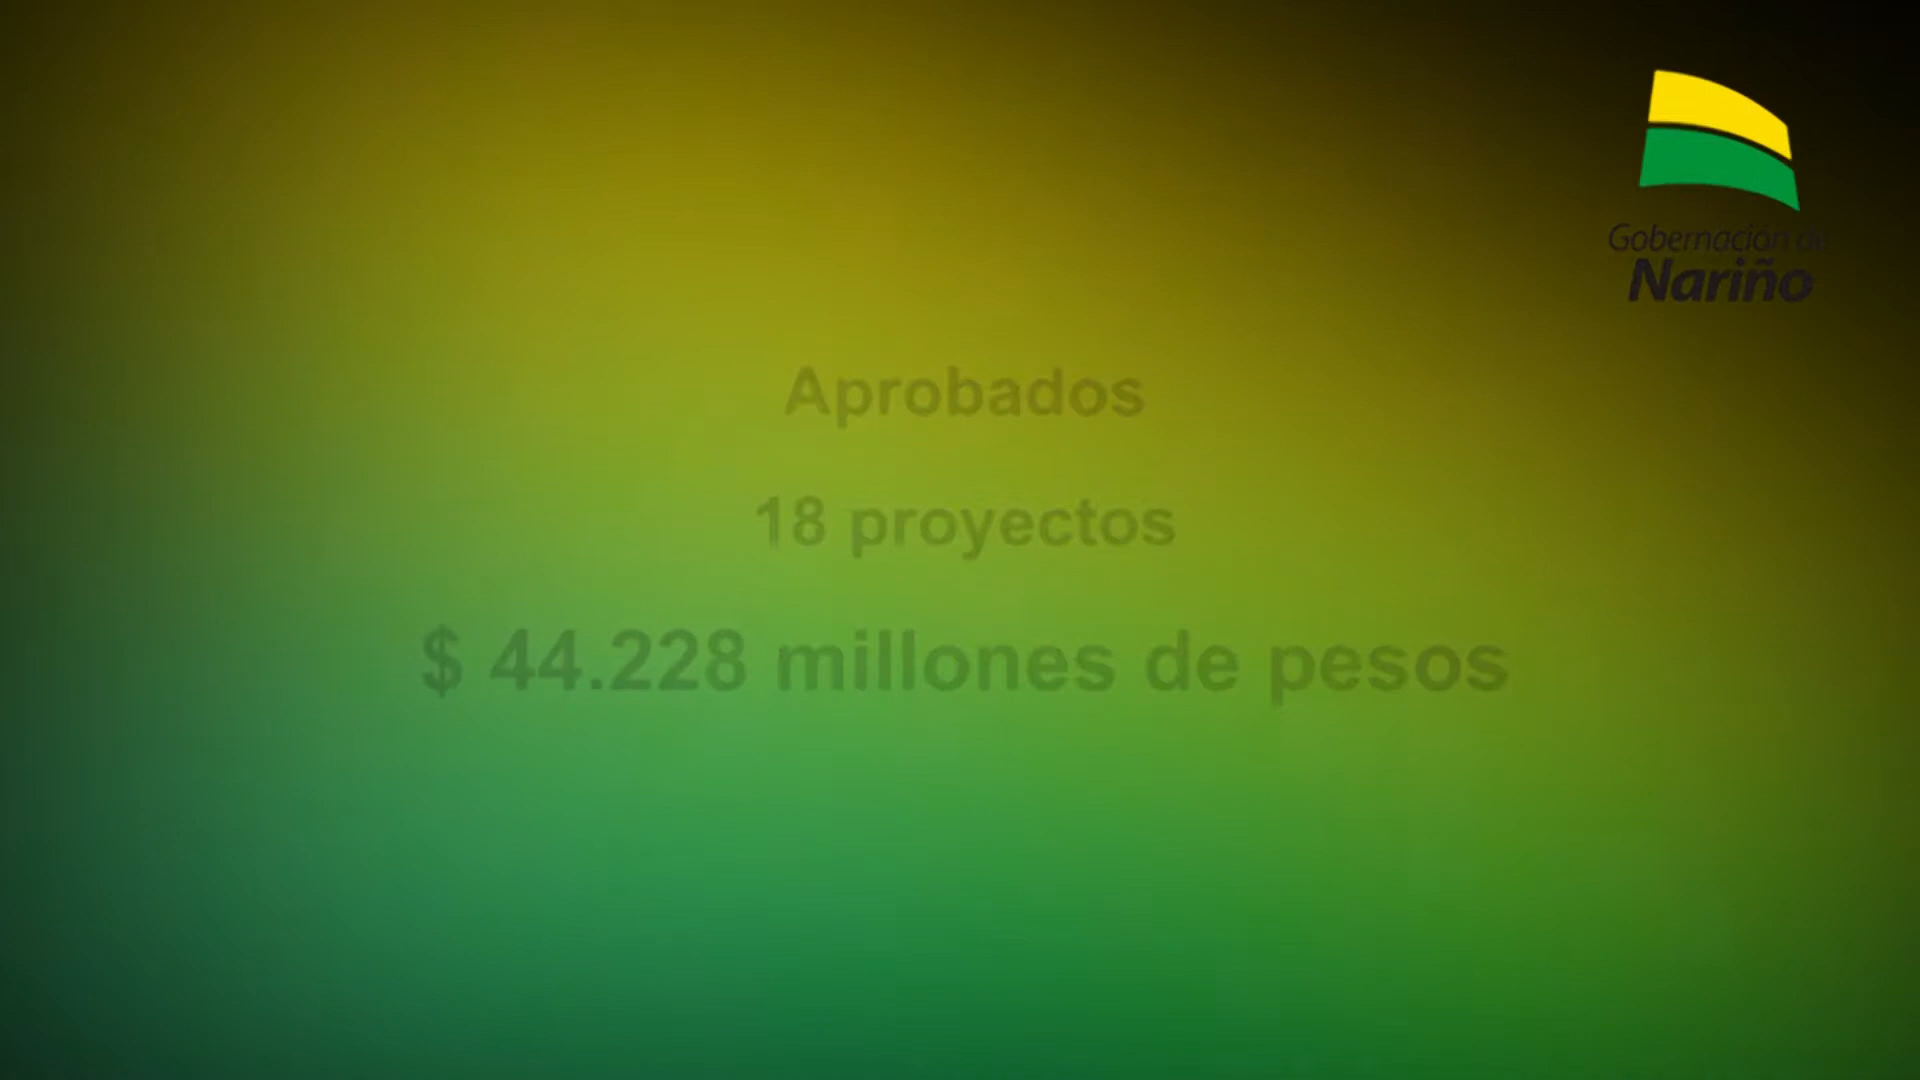 Gobernación de
Nariño
Aprobados
18 proyectos
$ 44.228 millones de pesos